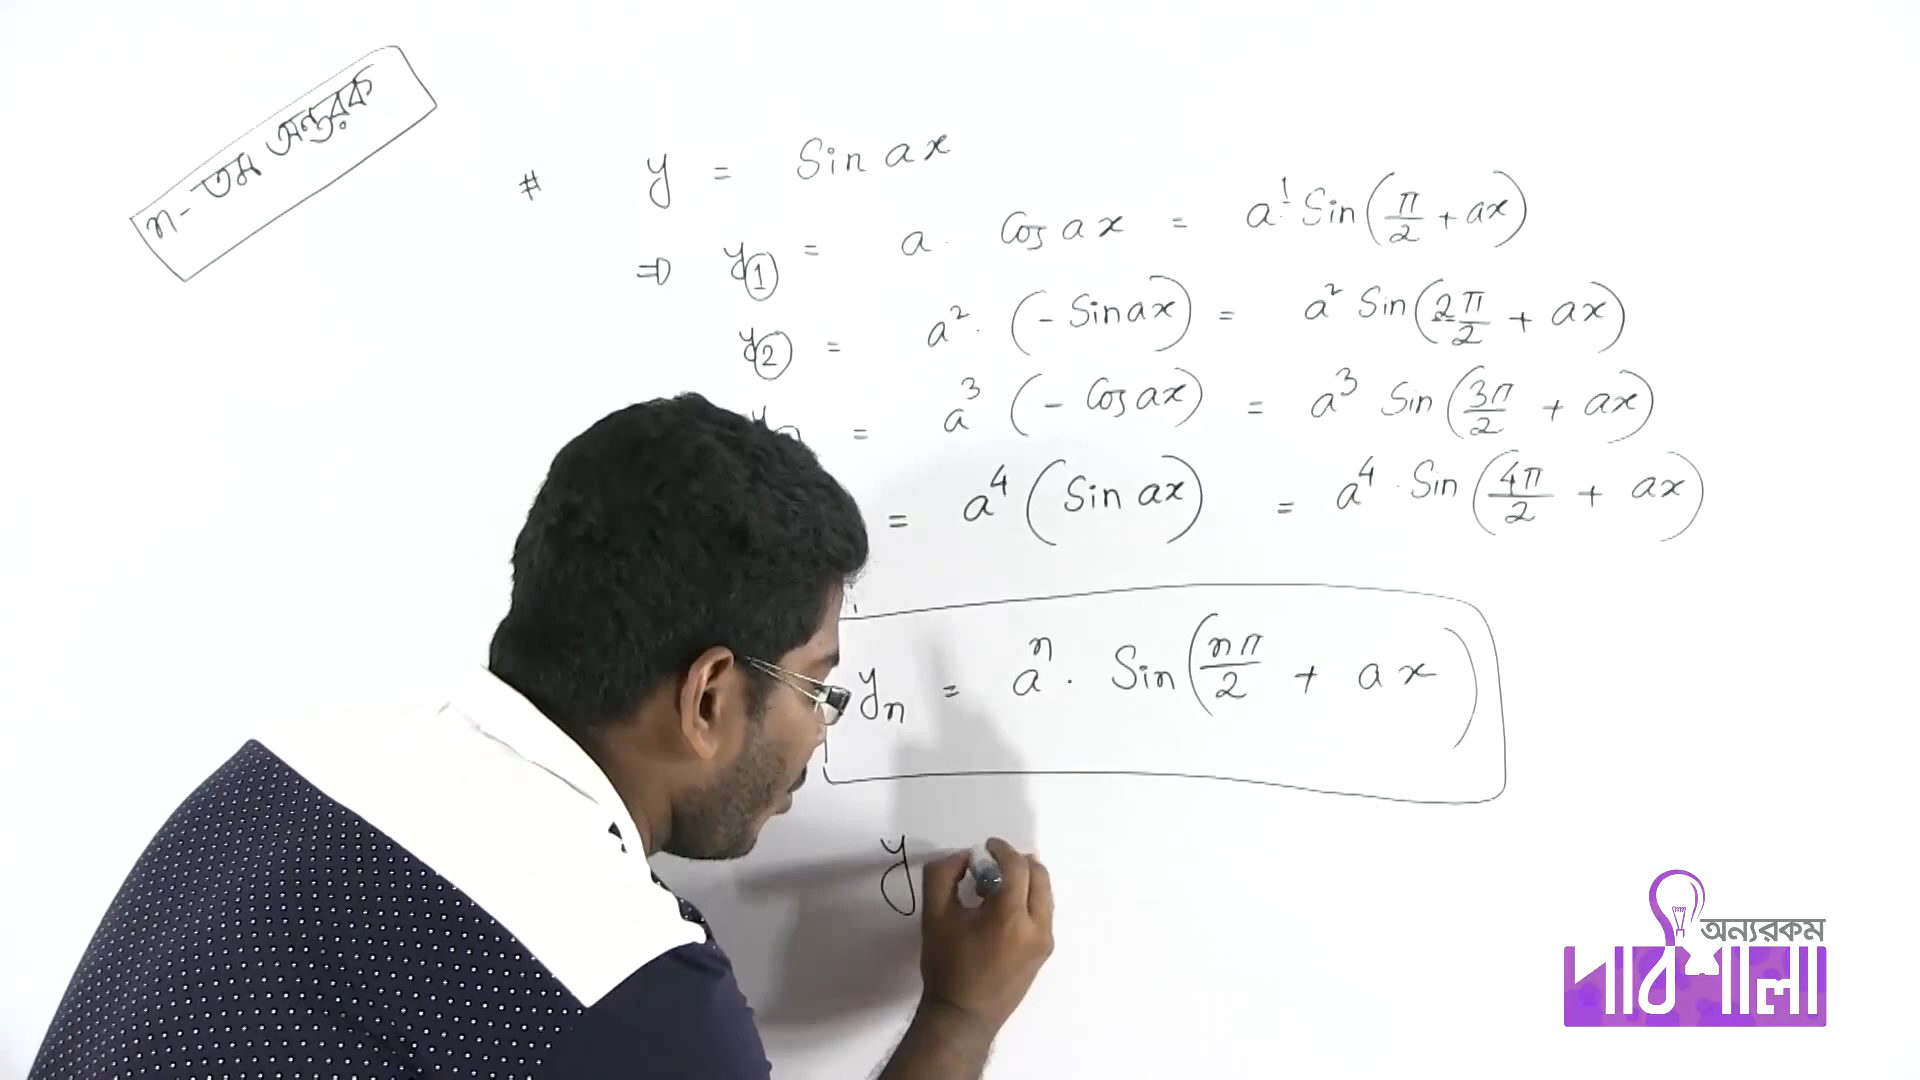 n- তম অন্তরক
# y = Sin ax
⇒ y₁ = a · Cos ax = a¹ · Sin(π/2 + ax)
y₂ = a² · (- Sin ax) = a² Sin(2π/2 + ax)
= a³ (- Cos ax) = a³ Sin(3π/2 + ax)
= a⁴ (Sin ax) = a⁴ · Sin(4π/2 + ax)
yₙ = aⁿ · Sin(nπ/2 + ax)
y
অন্যরকম
পাঠশালা